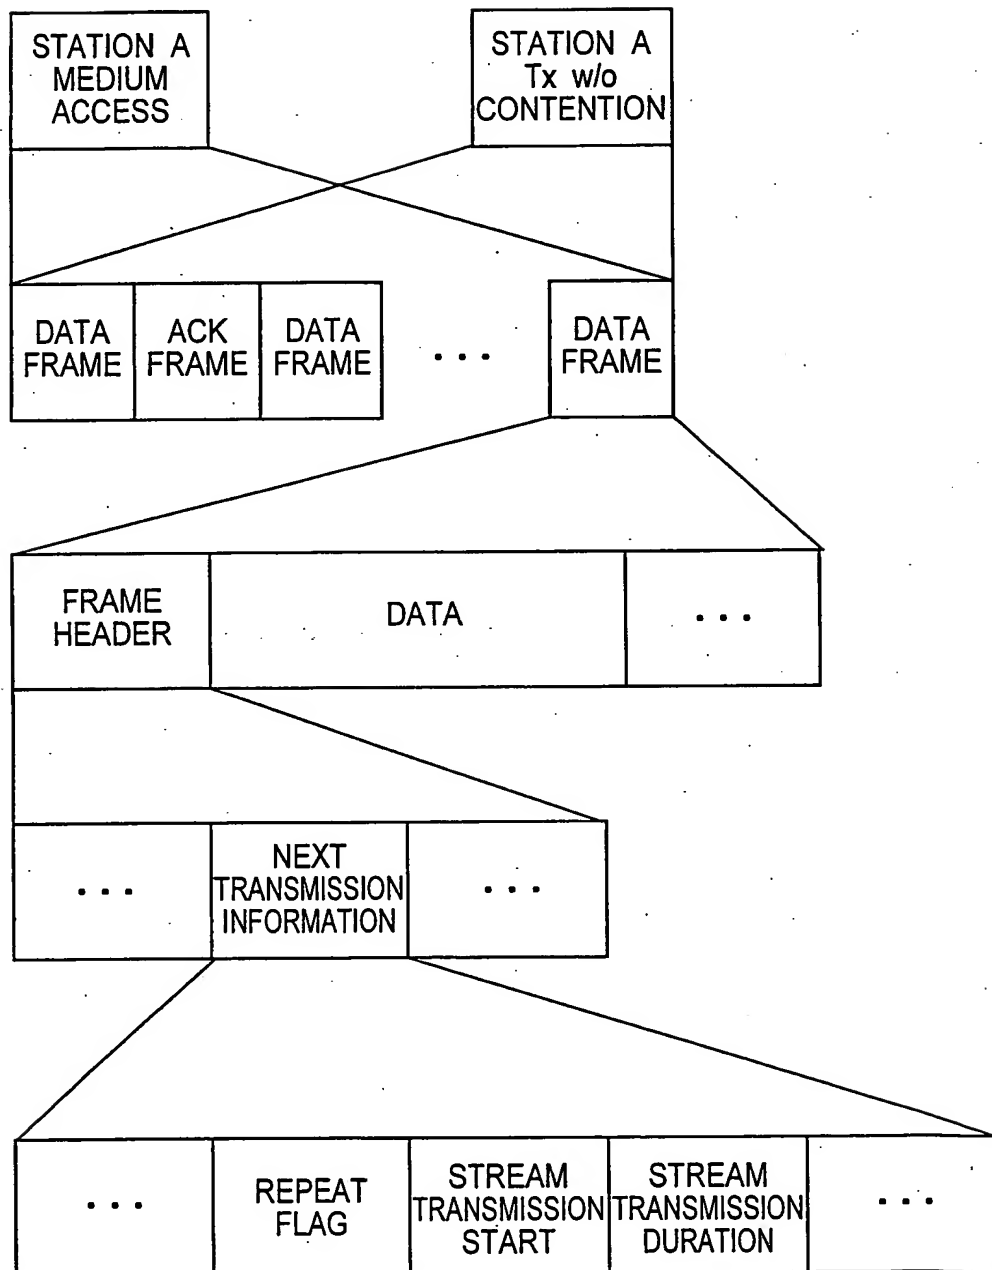 STATION A
MEDIUM
ACCESS
STATION A
Tx w/o
CONTENTION
DATA
FRAME
ACK
FRAME
DATA
FRAME
...
DATA
FRAME
FRAME
HEADER
DATA
...
...
NEXT
TRANSMISSION
INFORMATION
...
...
REPEAT
FLAG
STREAM
TRANSMISSION
START
STREAM
TRANSMISSION
DURATION
...